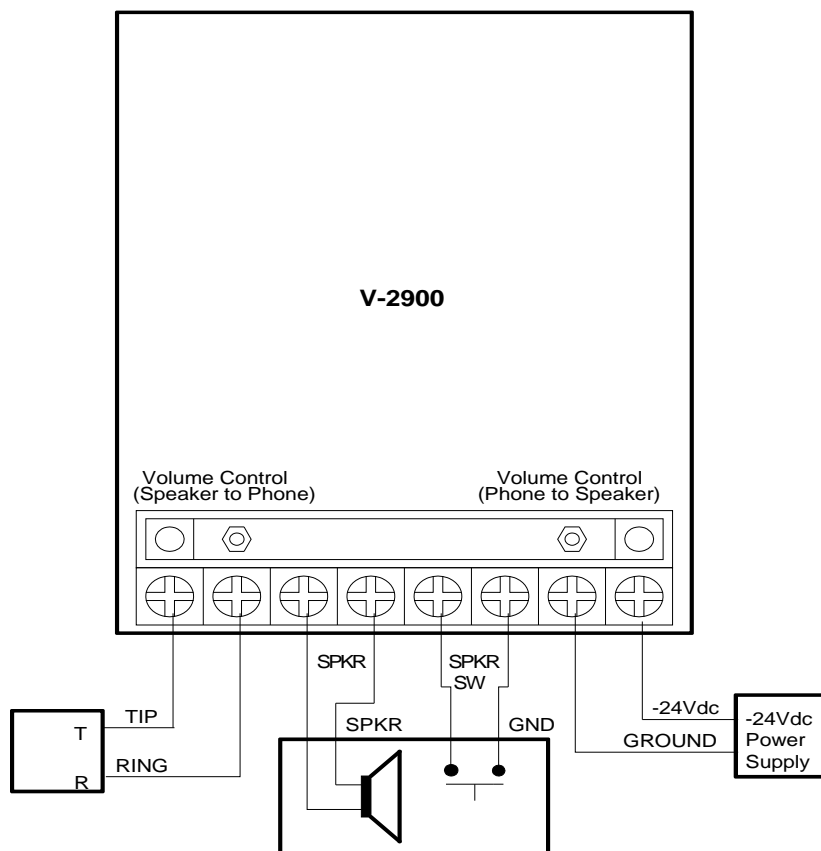 V-2900
Volume Control
(Speaker to Phone)
Volume Control
(Phone to Speaker)
SPKR
SPKR
SW
TIP
T
SPKR
GND
-24Vdc
-24Vdc
Power
Supply
GROUND
RING
R